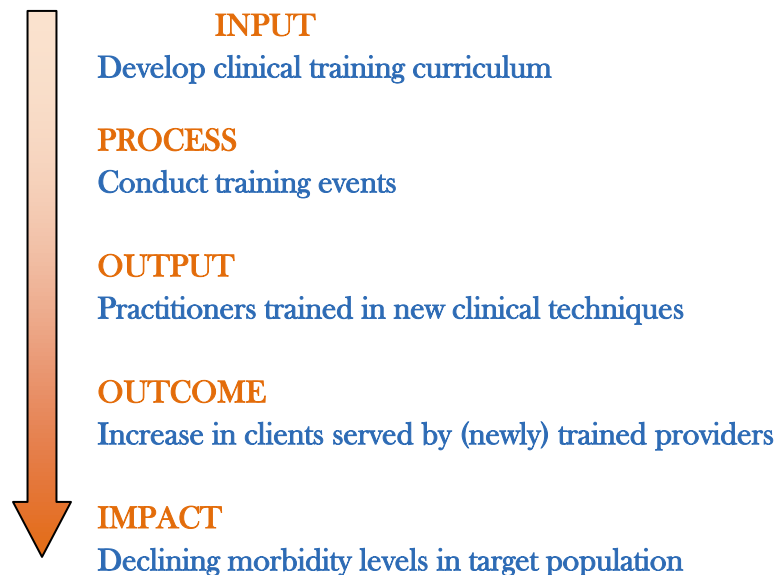 INPUT
Develop clinical training curriculum
PROCESS
Conduct training events
OUTPUT
Practitioners trained in new clinical techniques
OUTCOME
Increase in clients served by (newly) trained providers
IMPACT
Declining morbidity levels in target population